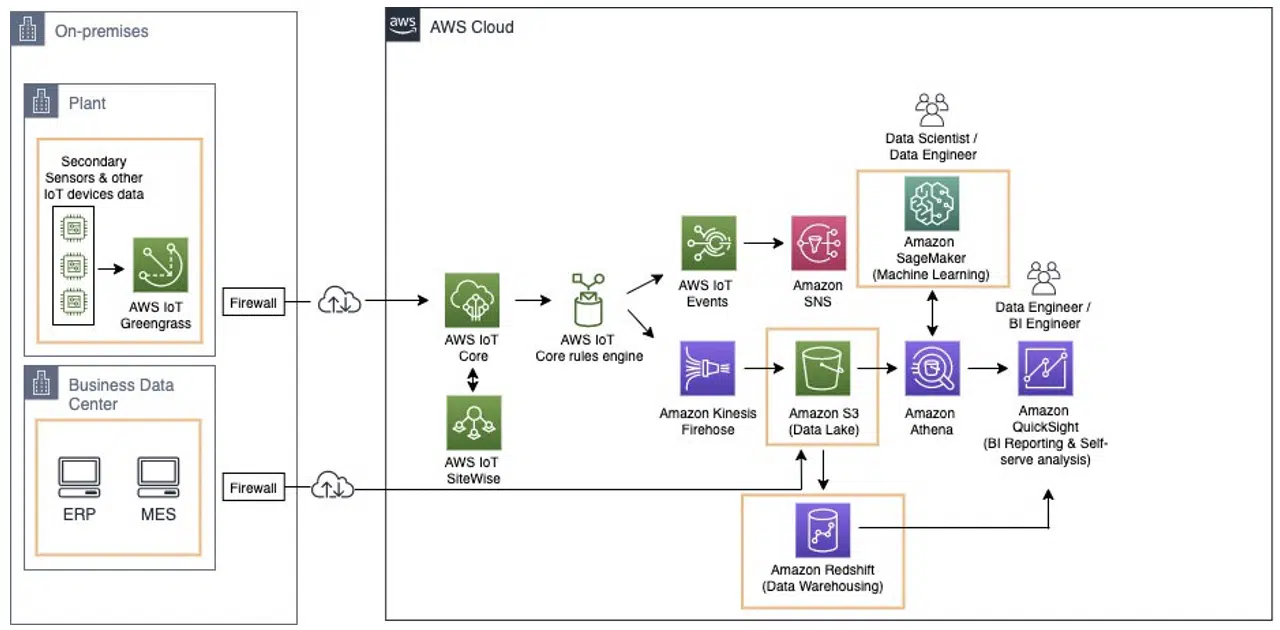 On-premises
Plant
Secondary
Sensors & other
IoT devices data
AWS IoT
Greengrass
Firewall
Business Data
Center
ERP
MES
Firewall
aws
AWS Cloud
AWS IoT
Core
AWS IoT
SiteWise
AWS IoT
Core rules engine
AWS IoT
Events
Amazon
SNS
Amazon Kinesis
Firehose
Amazon S3
(Data Lake)
Amazon Redshift
(Data Warehousing)
Data Scientist /
Data Engineer
Amazon
SageMaker
(Machine Learning)
Amazon
Athena
Data Engineer /
BI Engineer
Amazon
QuickSight
(BI Reporting & Self-
serve analysis)